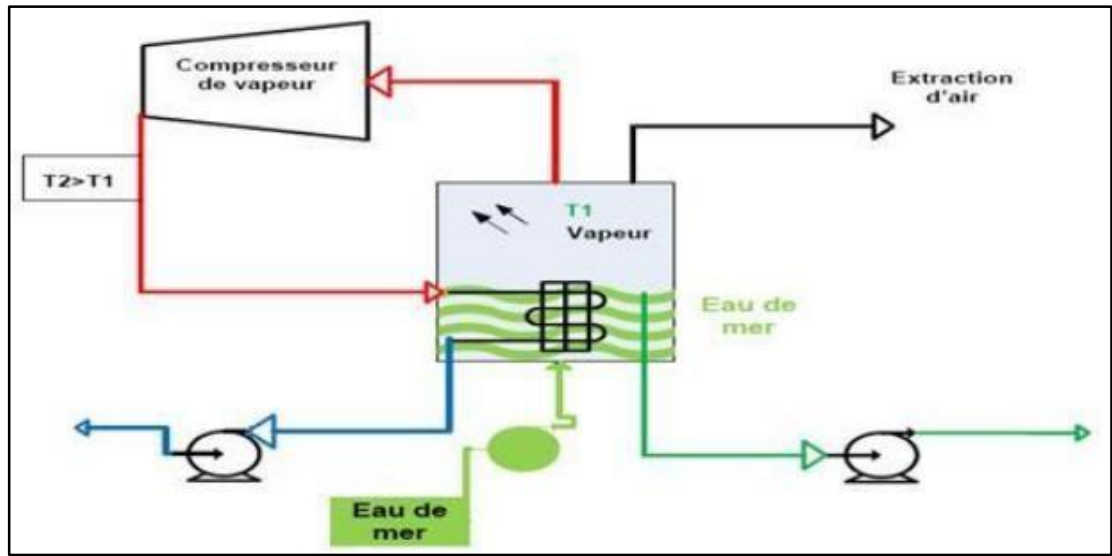 Compresseur
de vapeur
Extraction
d'air
T2>T1
T1
Vapeur
Eau de
mer
Eau de
mer